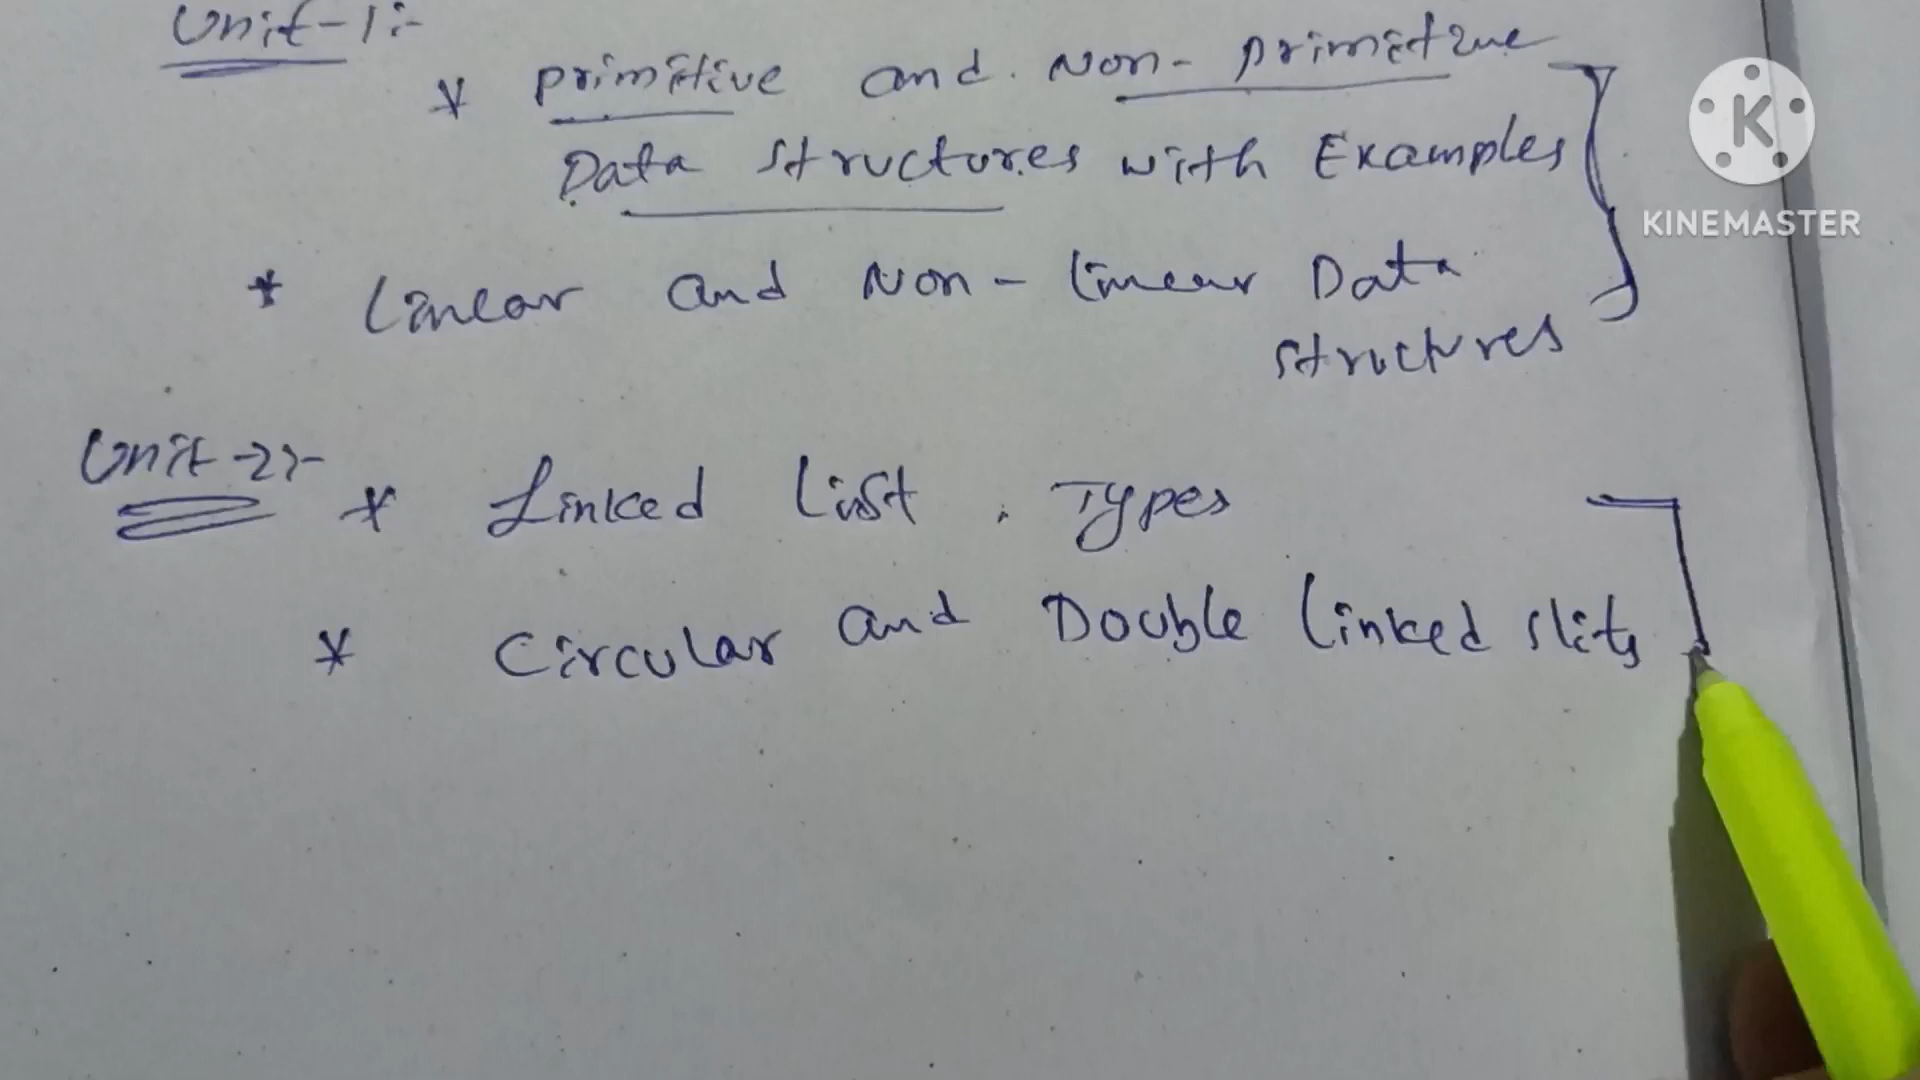 Unit-1:-
* primitive and Non-primitive
Data structures with Examples
* Linear and Non-linear Data
structures
Unit-2:-
* Linked list. Types
* Circular and Double linked slits
K
KINEMASTER